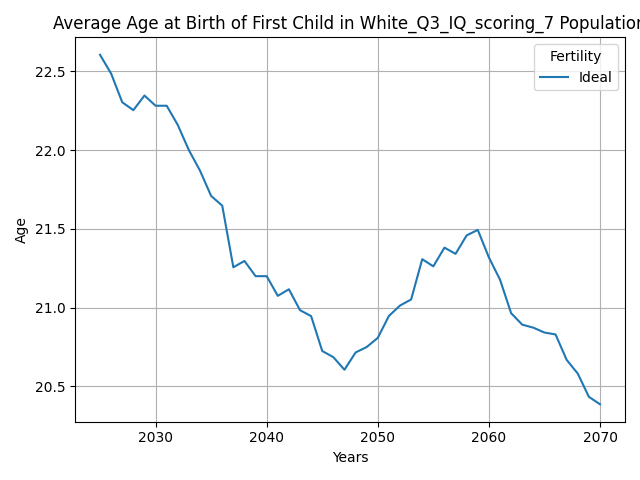 Average Age at Birth of First Child in White_Q3_IQ_scoring_7 Population
Fertility
Ideal
22.5
22.0
21.5
21.0
20.5
Age
2030 2040 2050 2060 2070
Years